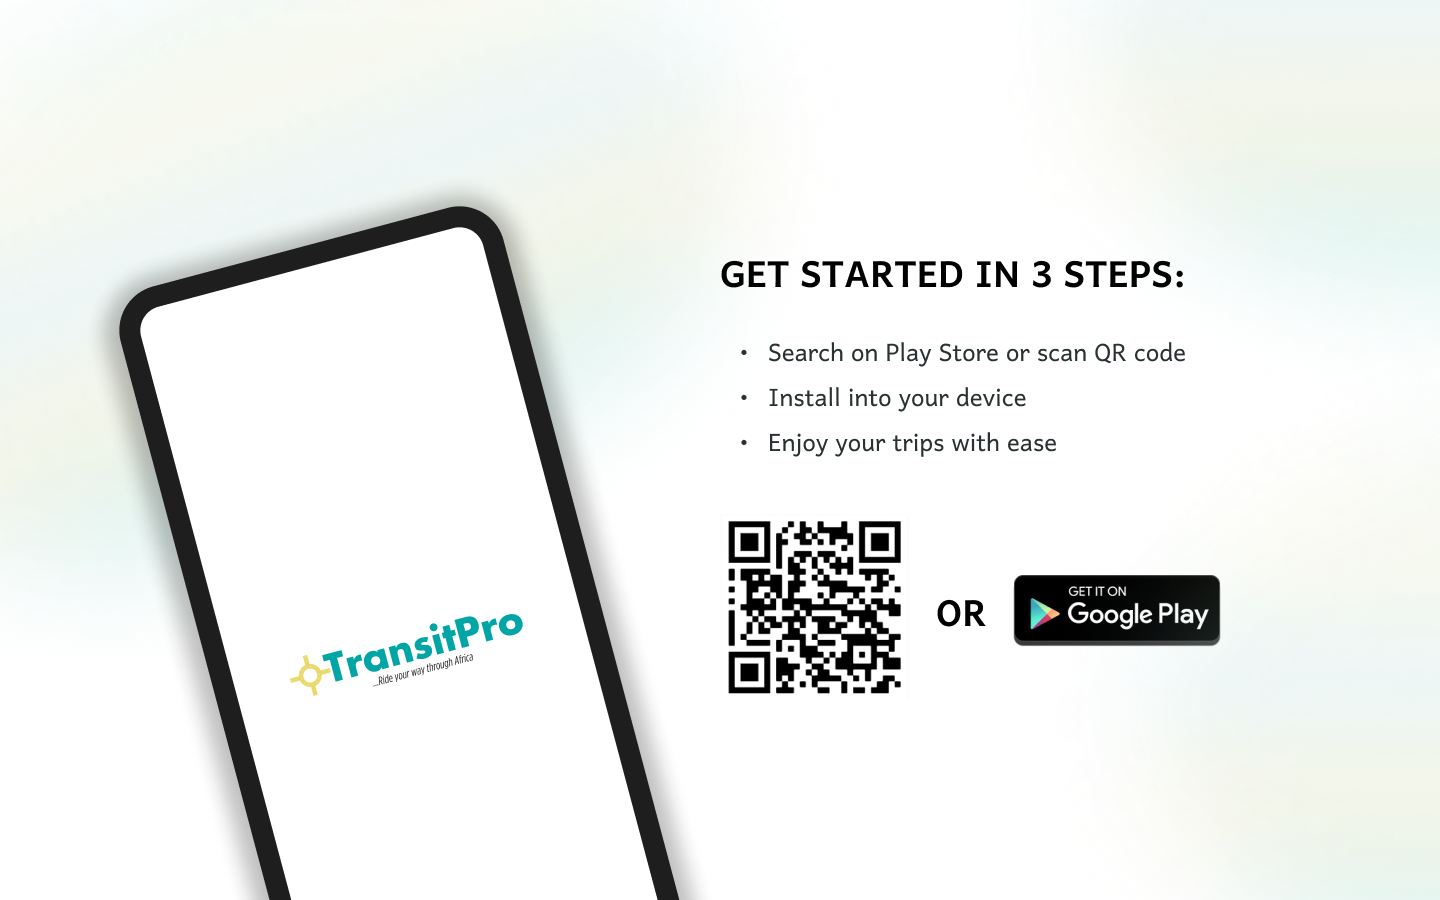 GET STARTED IN 3 STEPS:
• Search on Play Store or scan QR code
• Install into your device
• Enjoy your trips with ease
TransitPro
...Ride your way through Africa
OR
GET IT ON
Google Play